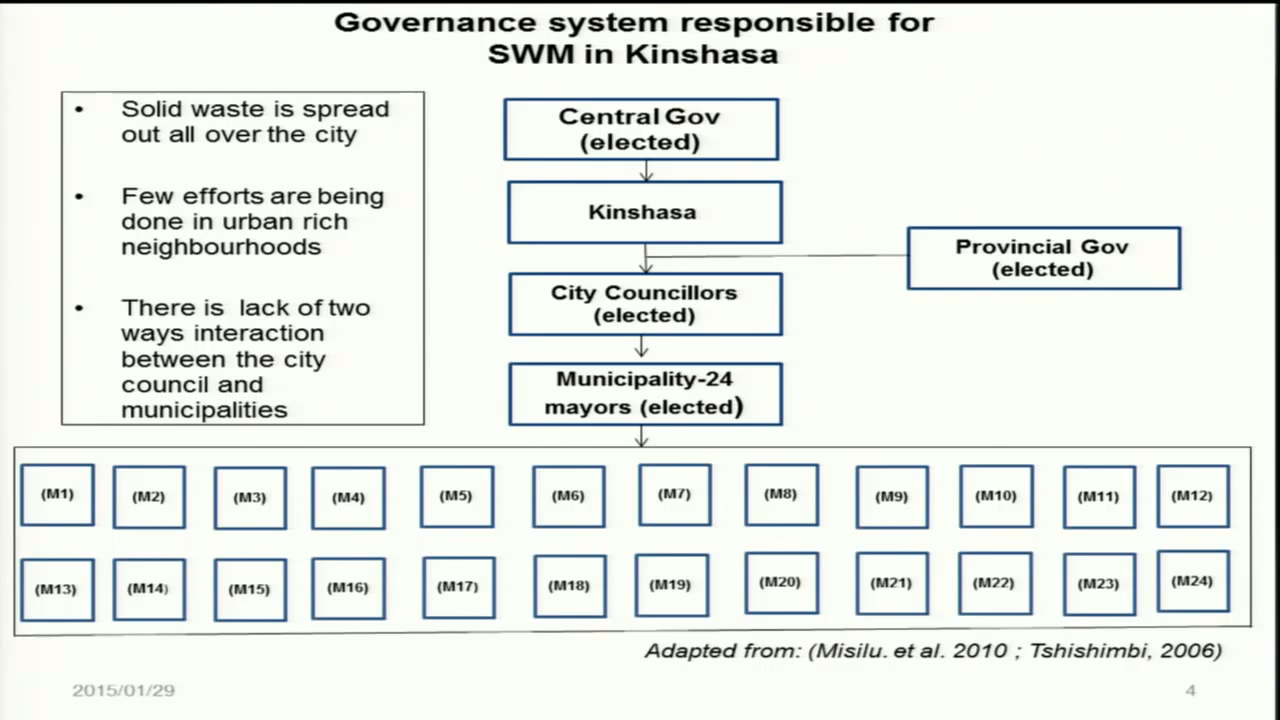 Governance system responsible for
SWM in Kinshasa
• Solid waste is spread
out all over the city
• Few efforts are being
done in urban rich
neighbourhoods
• There is lack of two
ways interaction
between the city
council and
municipalities
Central Gov
(elected)
Kinshasa
Provincial Gov
(elected)
City Councillors
(elected)
Municipality-24
mayors (elected)
(M1)
(M2)
(M3)
(M4)
(M5)
(M6)
(M7)
(M8)
(M9)
(M10)
(M11)
(M12)
(M13)
(M14)
(M15)
(M16)
(M17)
(M18)
(M19)
(M20)
(M21)
(M22)
(M23)
(M24)
Adapted from: (Misilu. et al. 2010 ; Tshishimbi, 2006)
2015/01/29
4